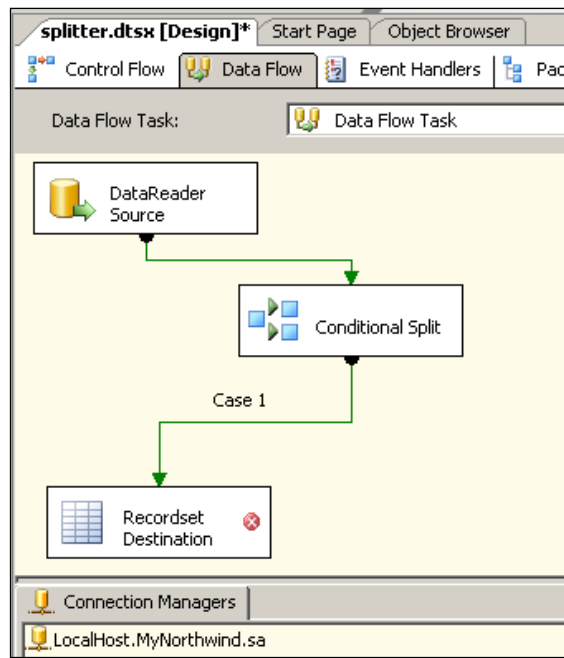 splitter.dtsx [Design]* Start Page Object Browser
Control Flow Data Flow Event Handlers Pac
Data Flow Task: Data Flow Task
DataReader
Source
Conditional Split
Case 1
Recordset
Destination
Connection Managers
LocalHost.MyNorthwind.sa